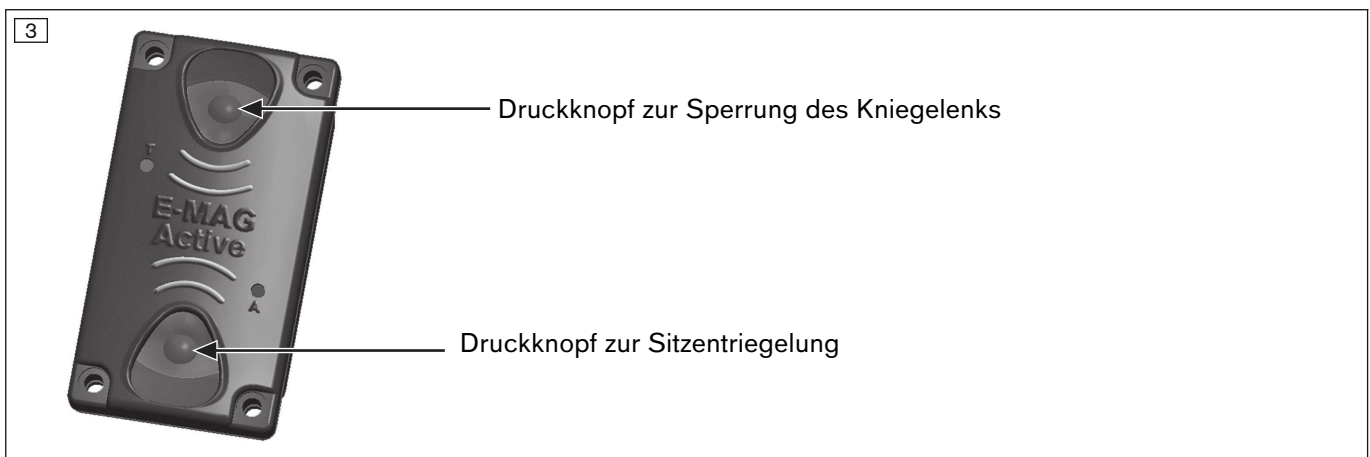 3
Druckknopf zur Sperrung des Kniegelenks
T
E-MAG
Active
A
Druckknopf zur Sitzentriegelung